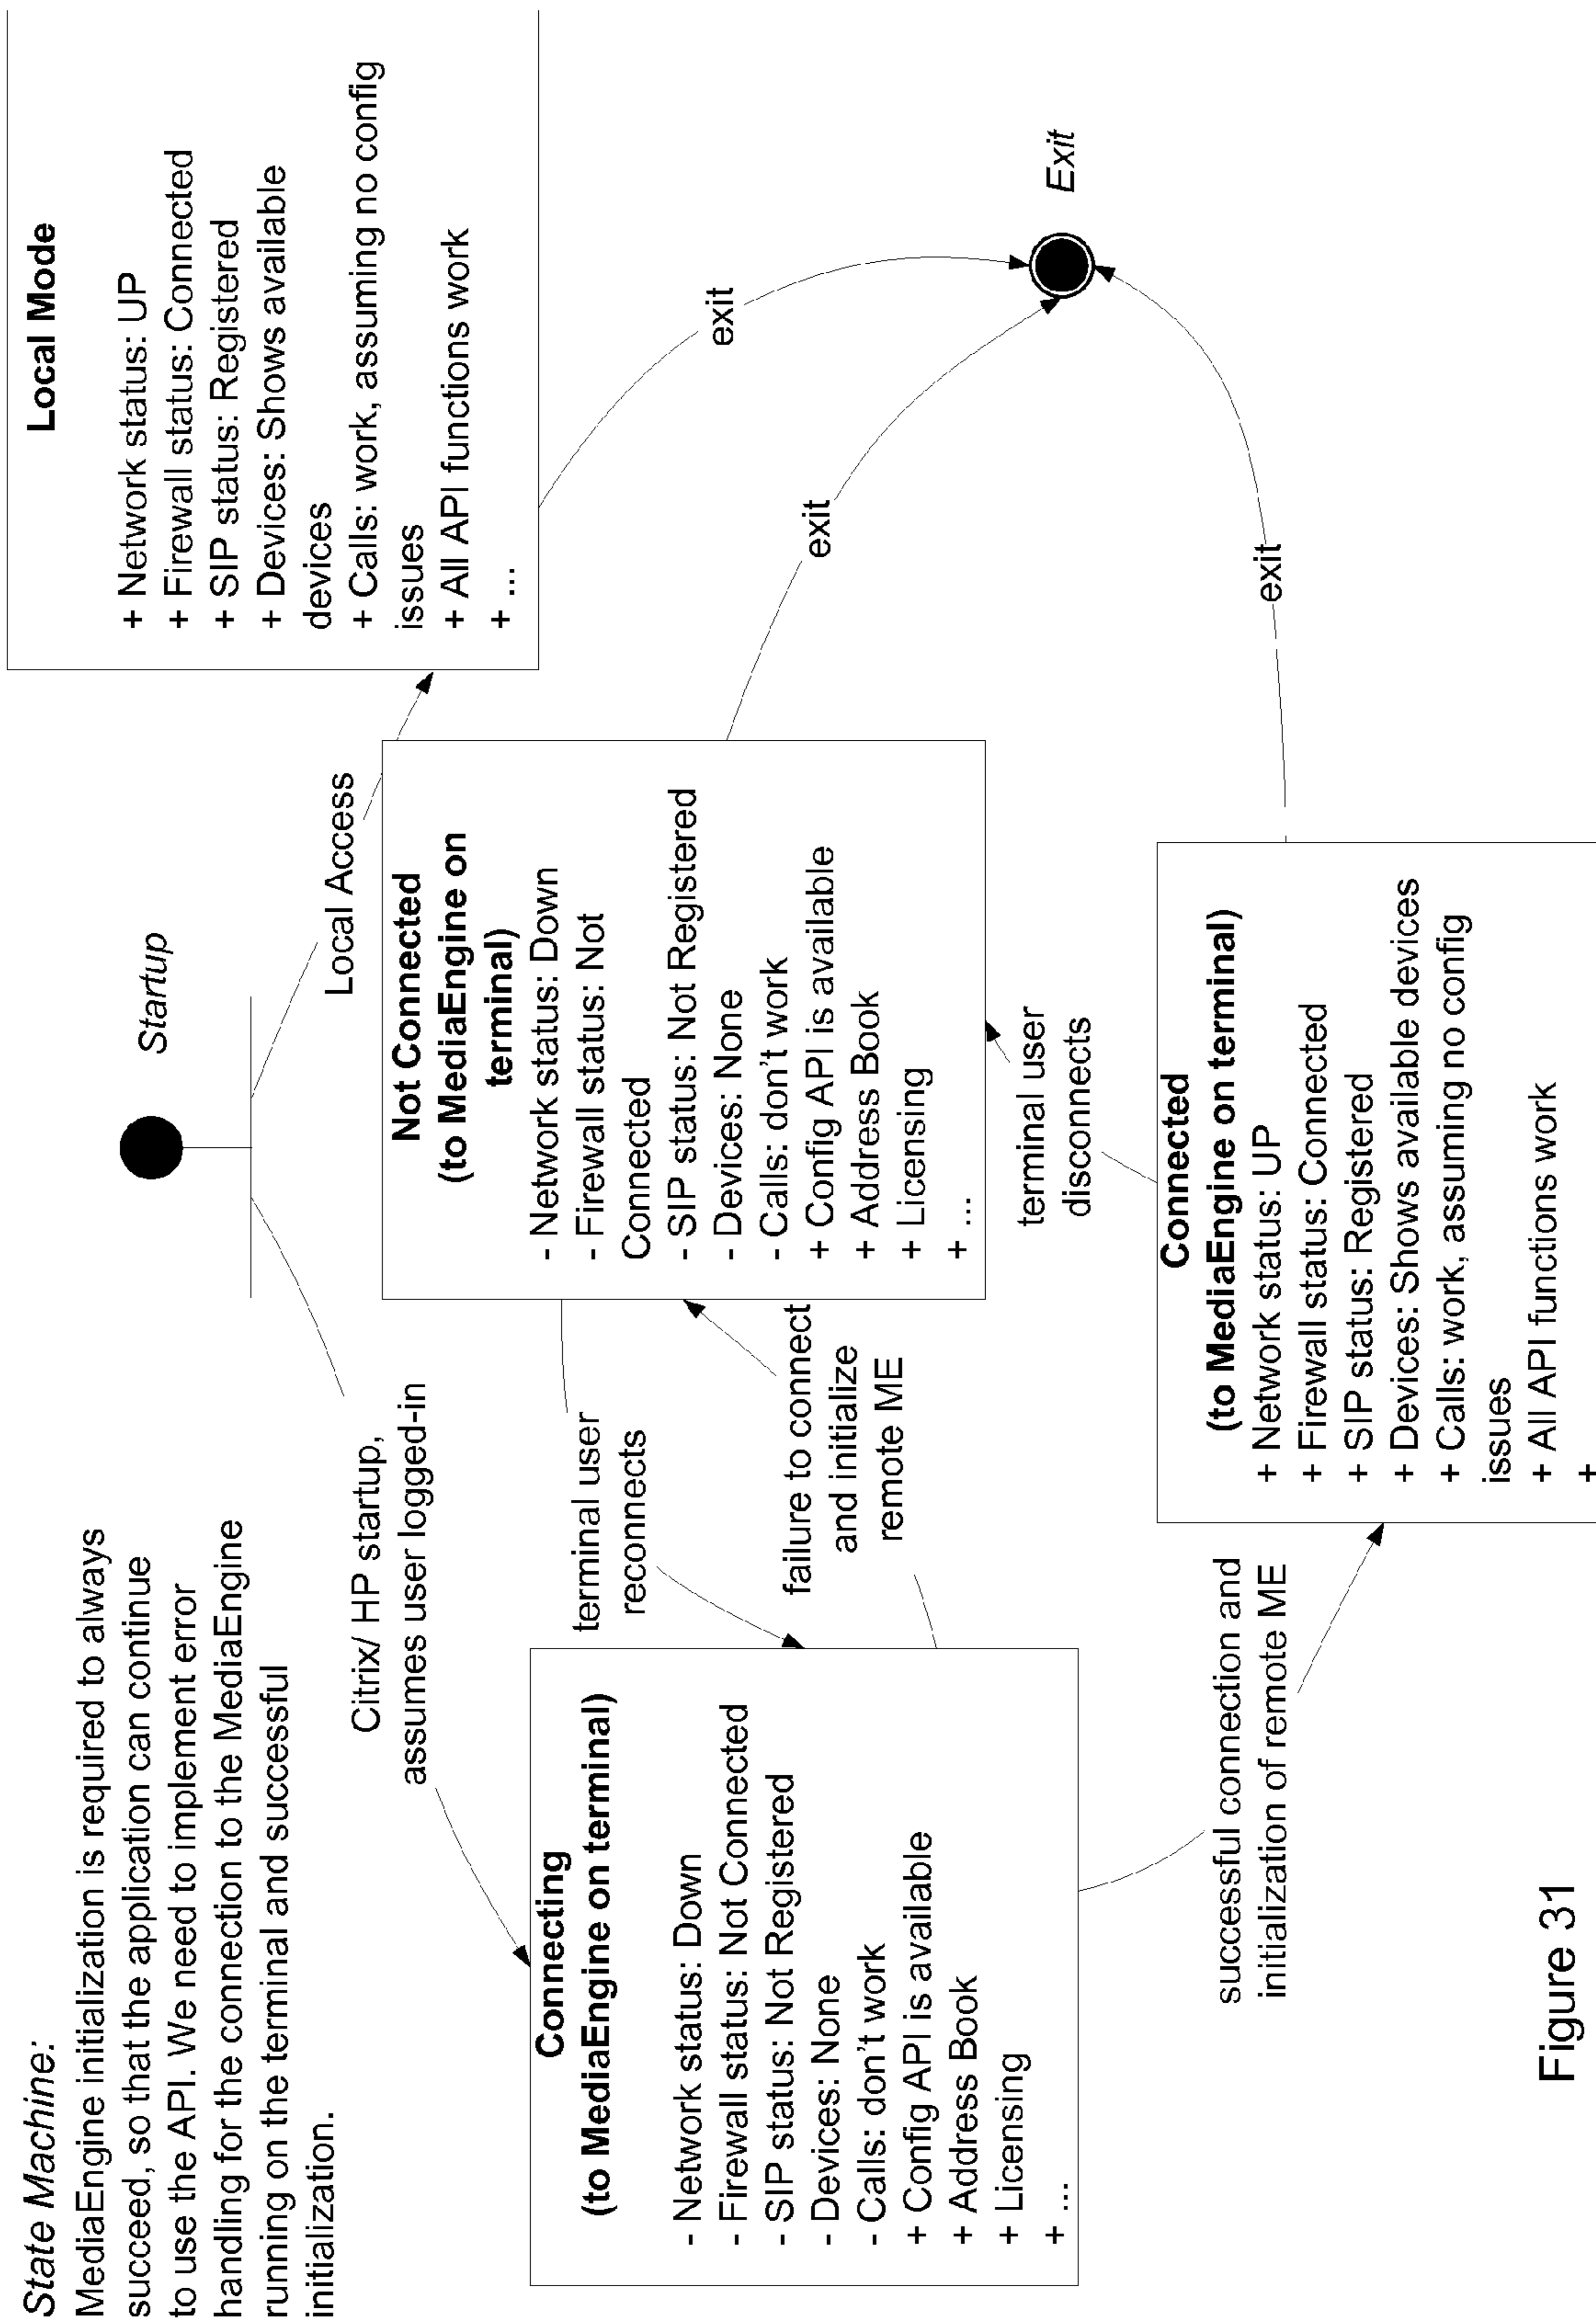 State Machine:
MediaEngine initialization is required to always
succeed, so that the application can continue
to use the API. We need to implement error
handling for the connection to the MediaEngine
running on the terminal and successful
initialization.
Startup
Citrix/ HP startup,
assumes user logged-in
Local Access
Local Mode
+ Network status: UP
+ Firewall status: Connected
+ SIP status: Registered
+ Devices: Shows available
devices
+ Calls: work, assuming no config
issues
+ All API functions work
+ ...
Not Connected
(to MediaEngine on
terminal)
- Network status: Down
- Firewall status: Not
Connected
- SIP status: Not Registered
- Devices: None
- Calls: don't work
+ Config API is available
+ Address Book
+ Licensing
+ ...
terminal user
reconnects
failure to connect
and initialize
remote ME
Connecting
(to MediaEngine on terminal)
- Network status: Down
- Firewall status: Not Connected
- SIP status: Not Registered
- Devices: None
- Calls: don't work
+ Config API is available
+ Address Book
+ Licensing
+ ...
terminal user
disconnects
successful connection and
initialization of remote ME
Connected
(to MediaEngine on terminal)
+ Network status: UP
+ Firewall status: Connected
+ SIP status: Registered
+ Devices: Shows available devices
+ Calls: work, assuming no config
issues
+ All API functions work
+
exit
exit
exit
Exit
Figure 31